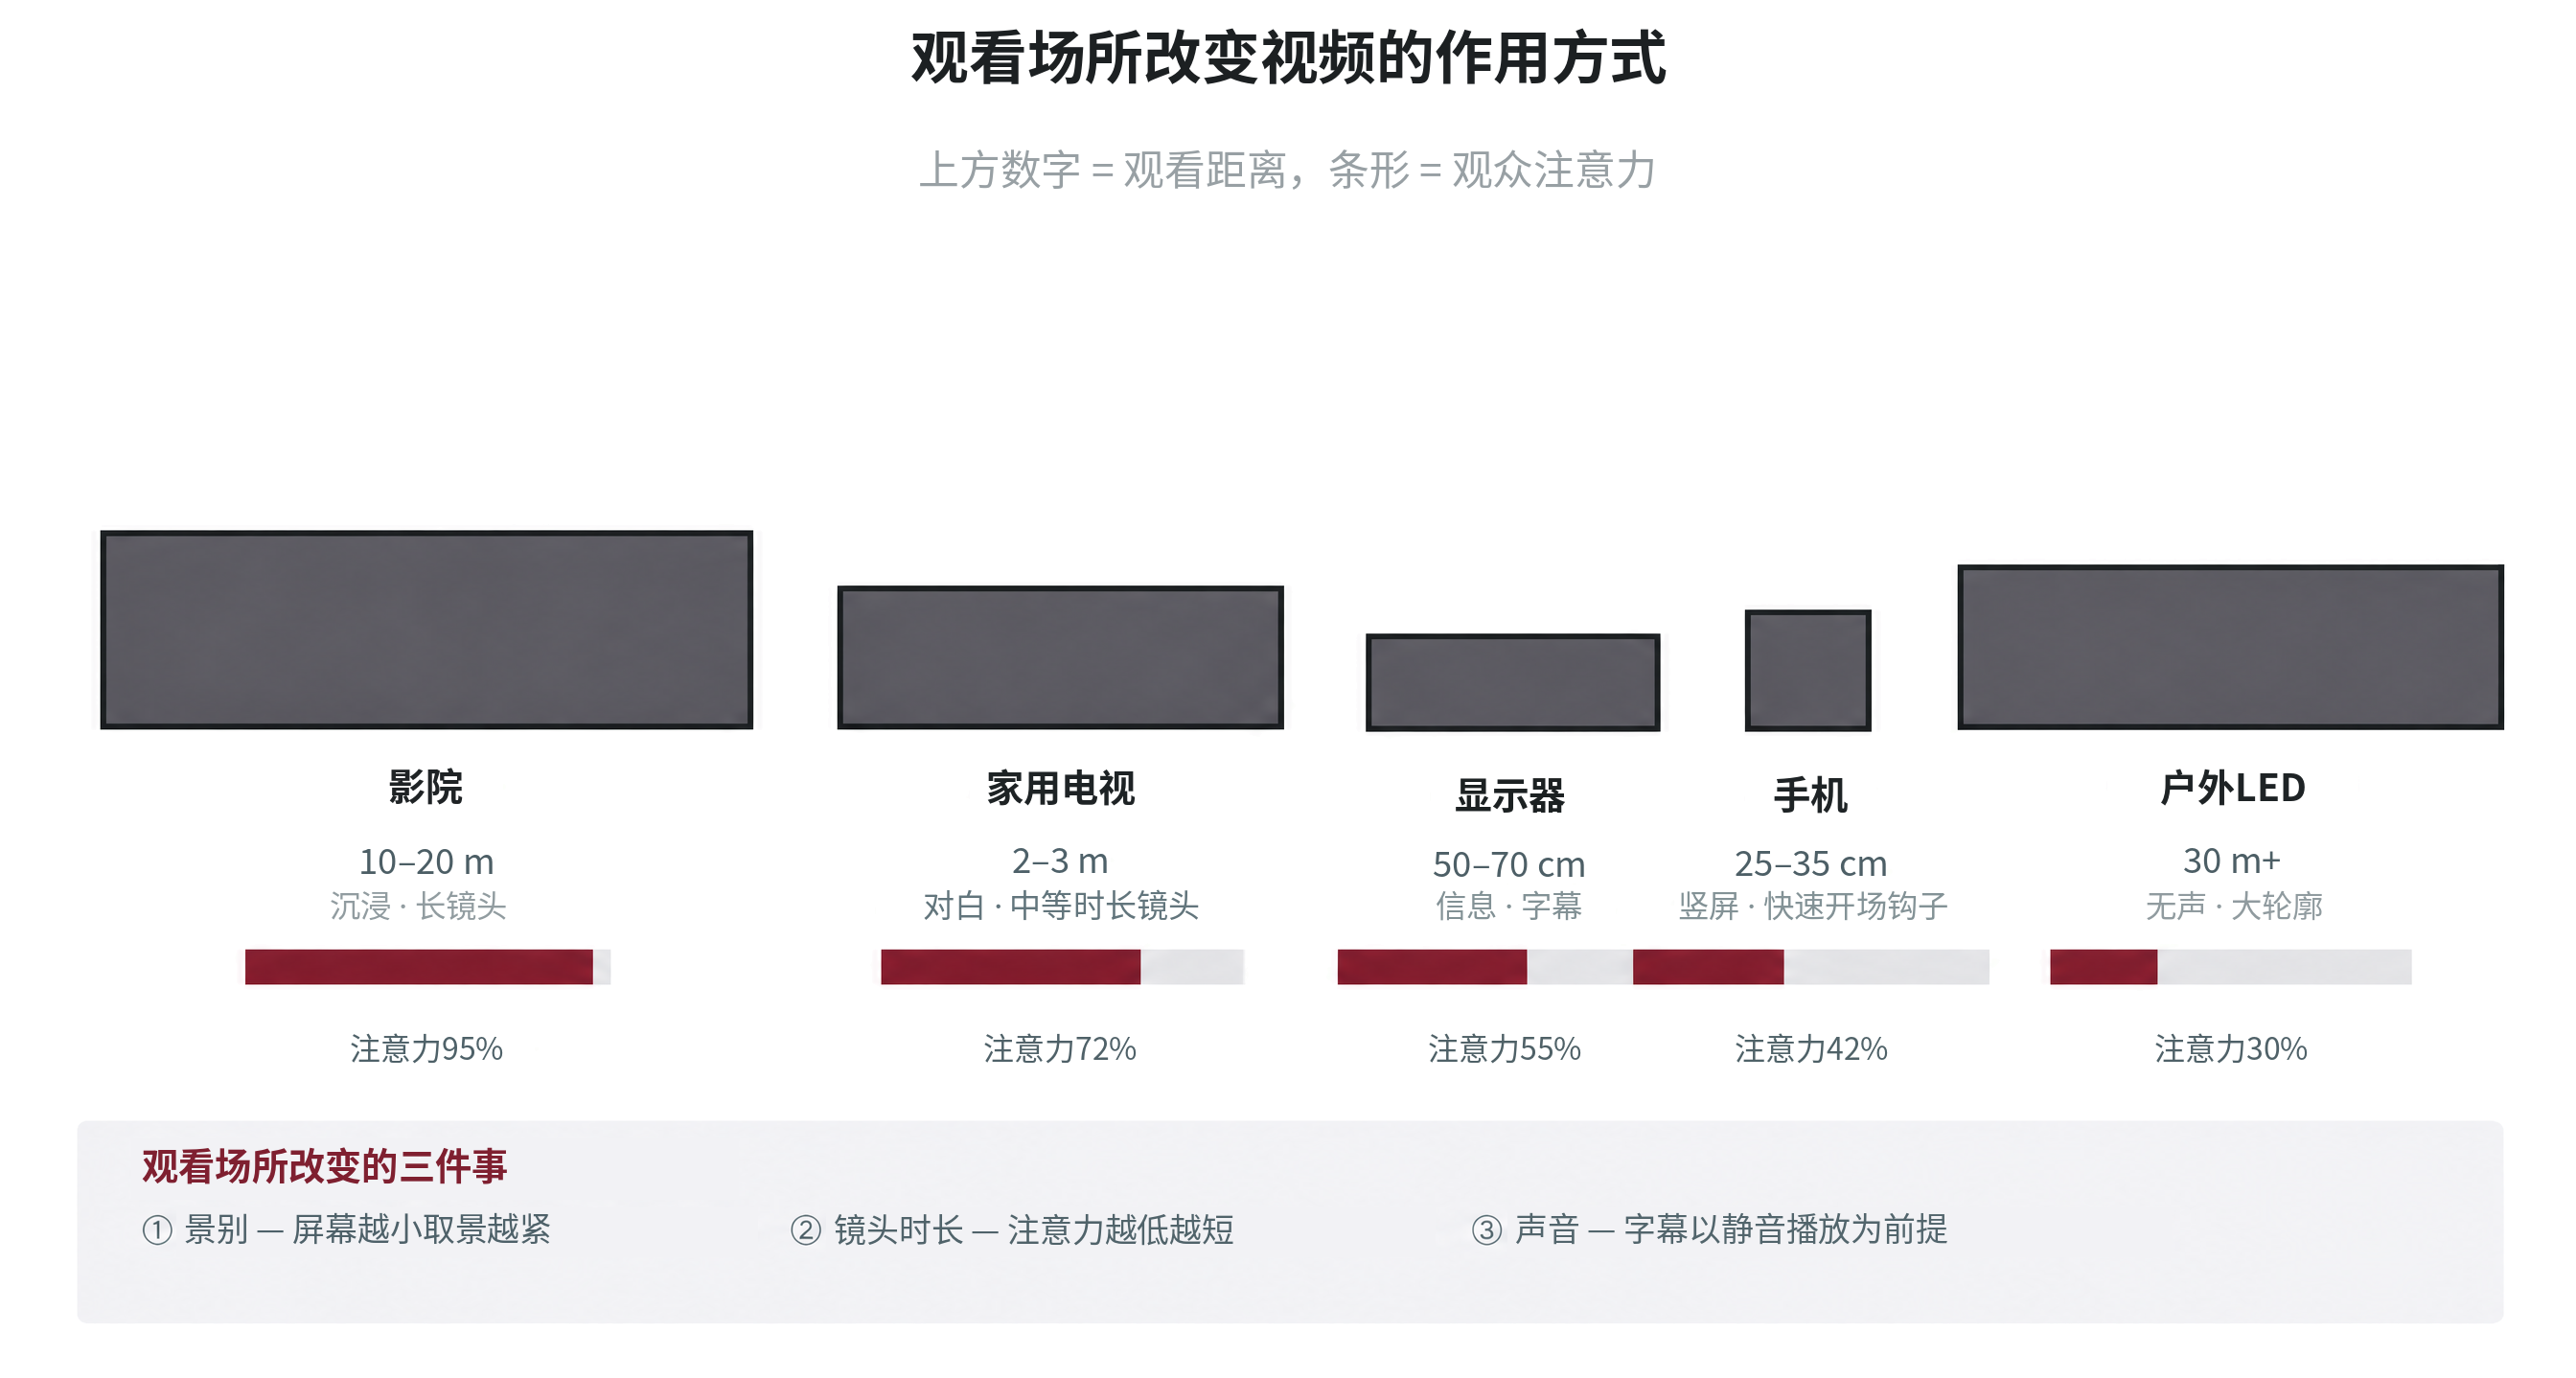 观看场所改变视频的作用方式
上方数字 = 观看距离，条形 = 观众注意力
影院
10–20 m
沉浸 · 长镜头
注意力95%
家用电视
2–3 m
对白 · 中等时长镜头
注意力72%
显示器
50–70 cm
信息 · 字幕
注意力55%
手机
25–35 cm
竖屏 · 快速开场钩子
注意力42%
户外LED
30 m+
无声 · 大轮廓
注意力30%
观看场所改变的三件事
① 景别 — 屏幕越小取景越紧
② 镜头时长 — 注意力越低越短
③ 声音 — 字幕以静音播放为前提